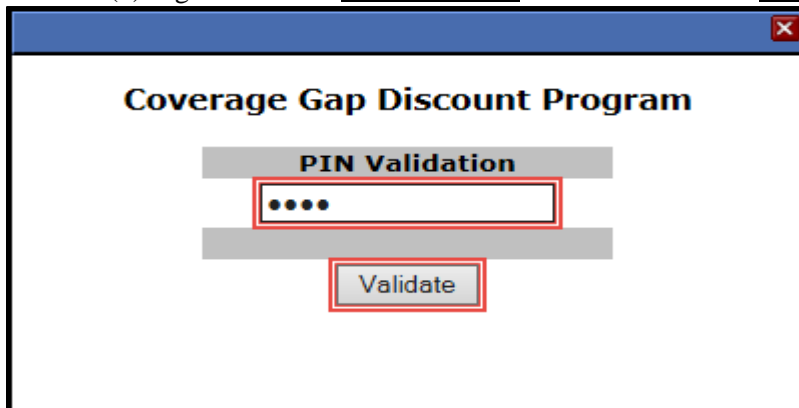 Coverage Gap Discount Program
PIN Validation
••••
Validate